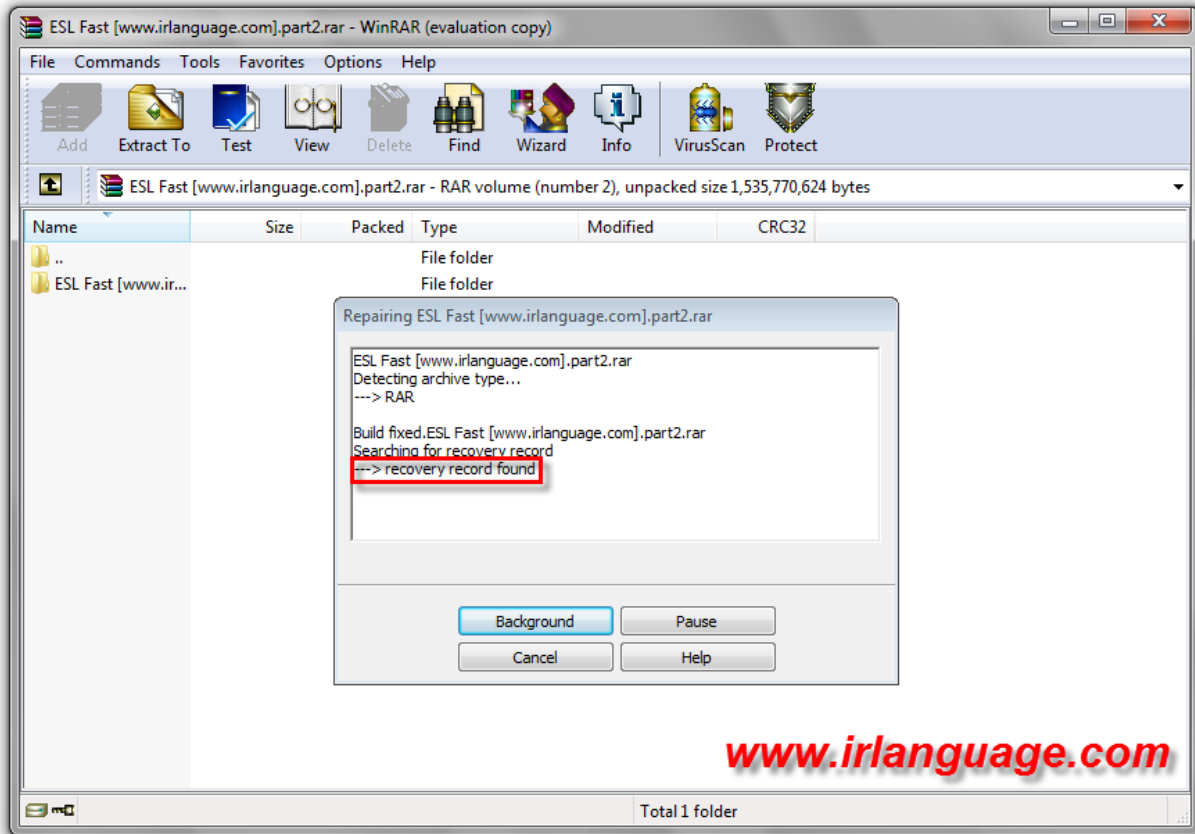 ESL Fast [www.irlanguage.com].part2.rar - WinRAR (evaluation copy)
File Commands Tools Favorites Options Help
Add Extract To Test View Delete Find Wizard Info VirusScan Protect
ESL Fast [www.irlanguage.com].part2.rar - RAR volume (number 2), unpacked size 1,535,770,624 bytes
Name Size Packed Type Modified CRC32
.. File folder
ESL Fast [www.ir... File folder
Repairing ESL Fast [www.irlanguage.com].part2.rar
ESL Fast [www.irlanguage.com].part2.rar
Detecting archive type...
---> RAR
Build fixed.ESL Fast [www.irlanguage.com].part2.rar
Searching for recovery record
---> recovery record found
Background Pause
Cancel Help
www.irlanguage.com
Total 1 folder